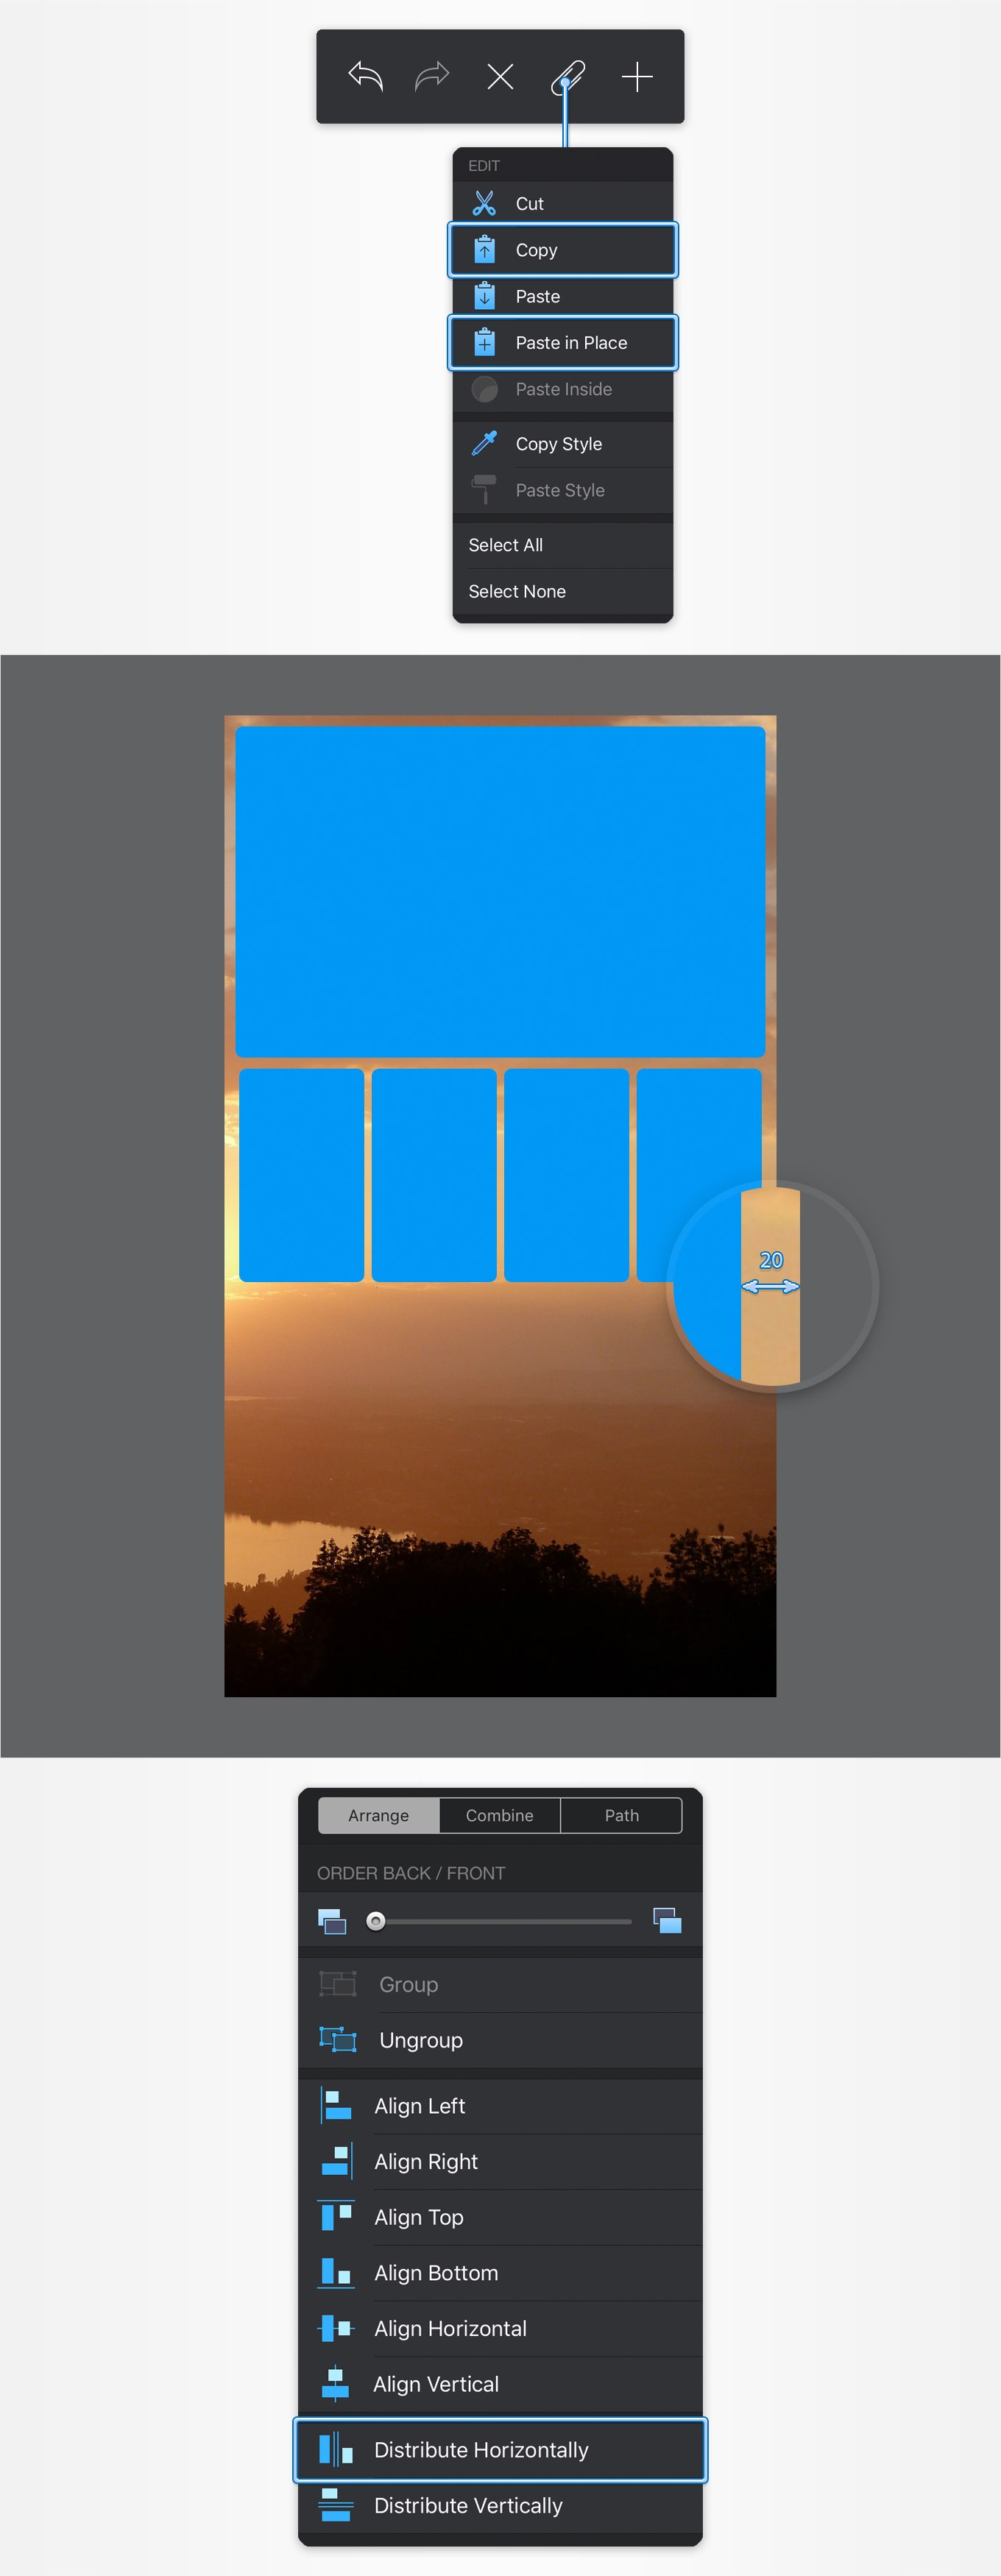 EDIT
Cut
Copy
Paste
Paste in Place
Paste Inside
Copy Style
Paste Style
Select All
Select None
20
Arrange Combine Path
ORDER BACK / FRONT
Group
Ungroup
Align Left
Align Right
Align Top
Align Bottom
Align Horizontal
Align Vertical
Distribute Horizontally
Distribute Vertically